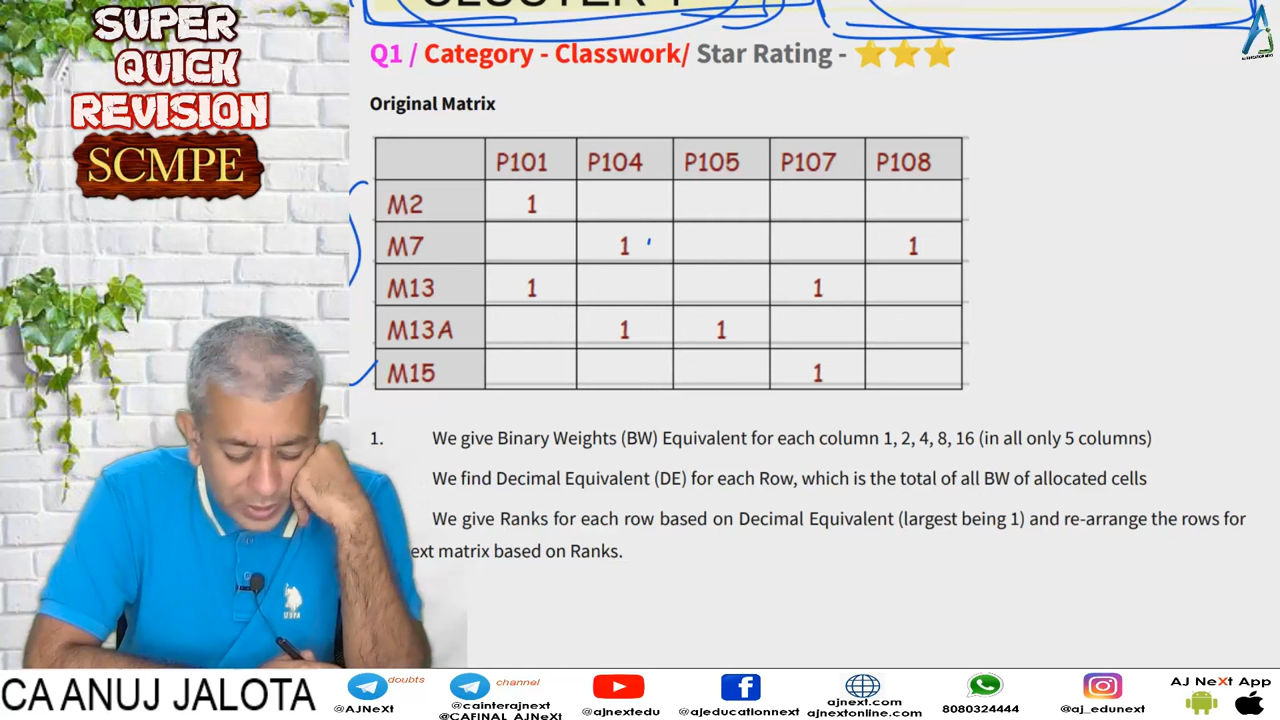 SUPER
QUICK
REVISION
SCMPE
Q1 / Category - Classwork/ Star Rating - ⭐⭐⭐
Original Matrix
P101 P104 P105 P107 P108
M2 1
M7 1 1
M13 1 1
M13A 1 1
M15 1
1. We give Binary Weights (BW) Equivalent for each column 1, 2, 4, 8, 16 (in all only 5 columns)
We find Decimal Equivalent (DE) for each Row, which is the total of all BW of allocated cells
We give Ranks for each row based on Decimal Equivalent (largest being 1) and re-arrange the rows for
matrix based on Ranks.
CA ANUJ JALOTA
doubts
@AJNeXt
channel
@cainterajnext
@CAFINAL_AJNeXt
@ajnextedu
@ajeducationnext
ajnext.com
ajnextonline.com
8080324444
@aj_edunext
AJ NeXt App